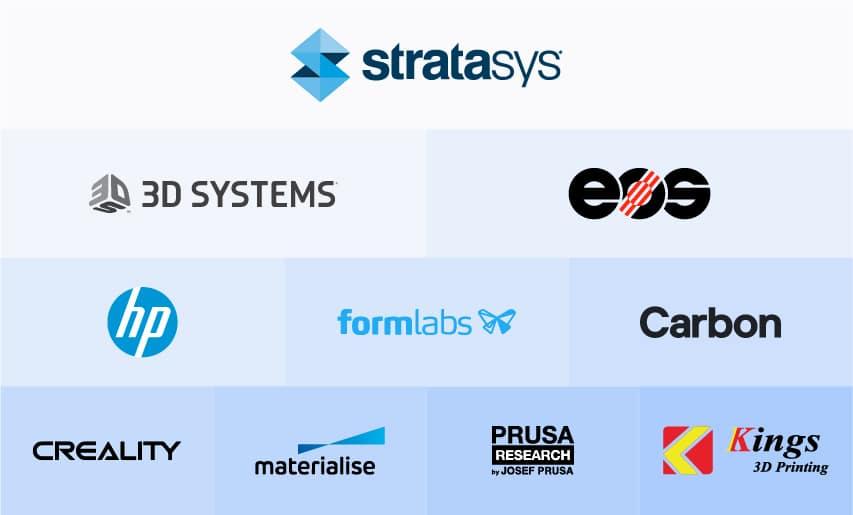 stratasys
3D SYSTEMS
eos
hp
formlabs
Carbon
CREALITY
materialise
PRUSA
RESEARCH
by JOSEF PRUSA
Kings
3D Printing